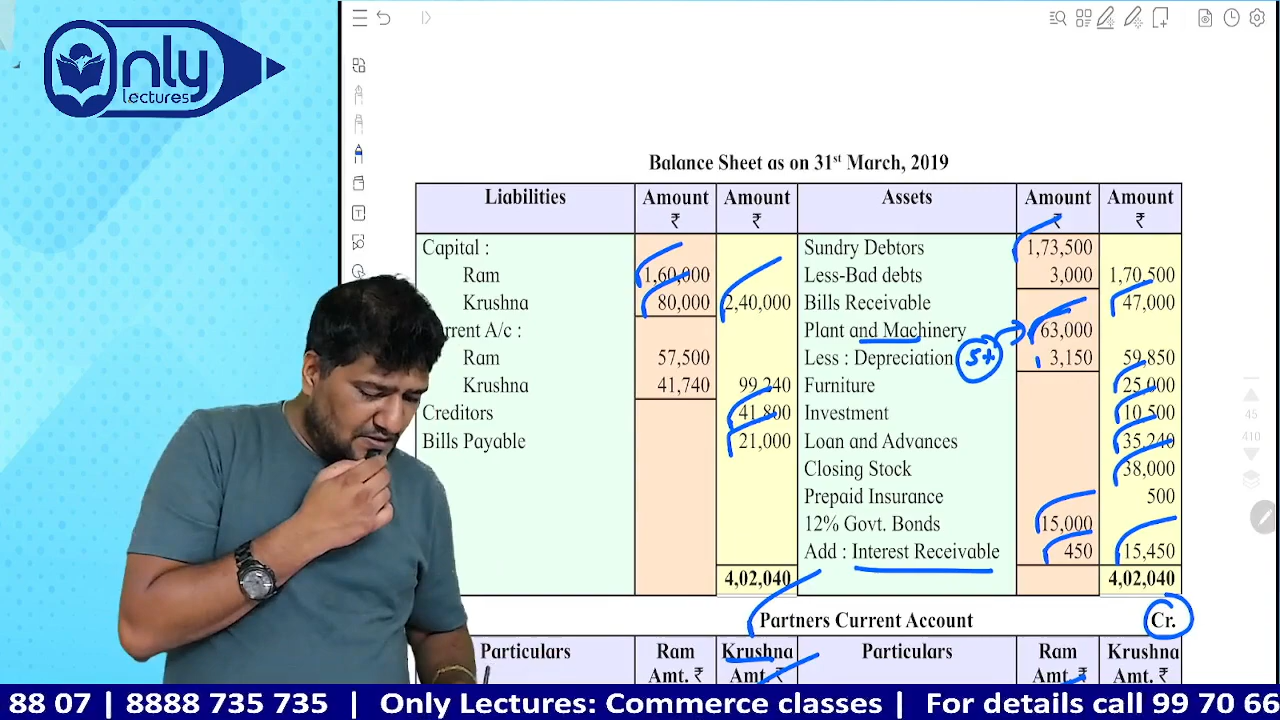 Only
lectures
Balance Sheet as on 31st March, 2019
Liabilities Amount ₹ Amount ₹ Assets Amount ₹ Amount ₹
Capital : Sundry Debtors 1,73,500
Ram 1,60,000 Less-Bad debts 3,000 1,70,500
Krushna 80,000 2,40,000 Bills Receivable 47,000
A/c : Plant and Machinery 63,000
Ram 57,500 Less : Depreciation 3,150 59,850
Krushna 41,740 99,240 Furniture 25,000
Creditors 41,800 Investment 10,500
Bills Payable 21,000 Loan and Advances 35,240
Closing Stock 38,000
Prepaid Insurance 500
12% Govt. Bonds 15,000
Add : Interest Receivable 450 15,450
4,02,040 4,02,040
Partners Current Account Cr.
Particulars Ram Amt. ₹ Krushna Amt. ₹ Particulars Ram Amt. ₹ Krushna Amt. ₹
45
410
88 07 | 8888 735 735 | Only Lectures: Commerce classes | For details call 99 70 66